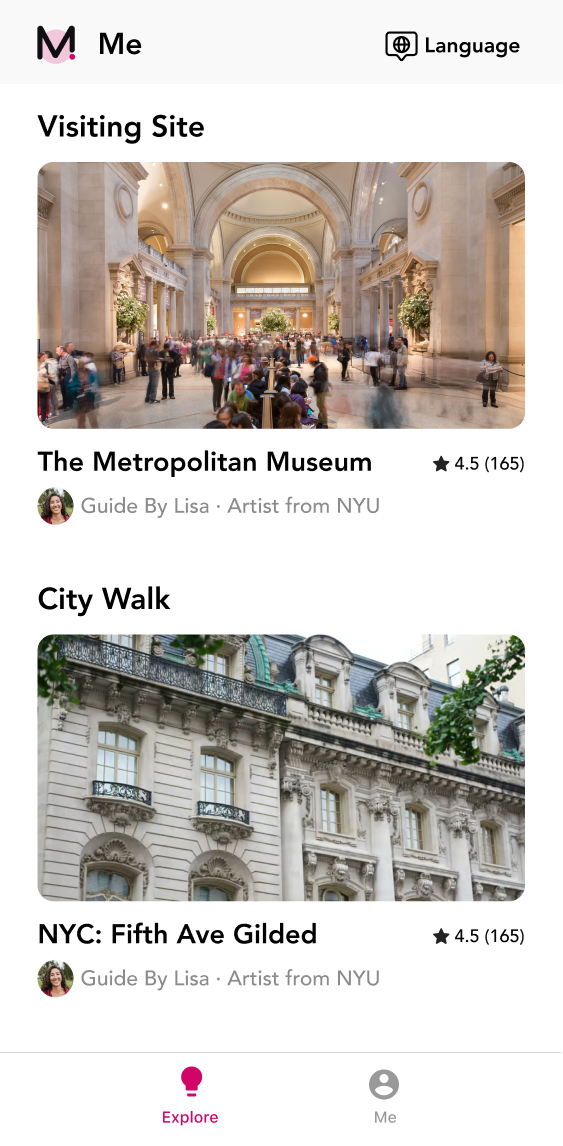 M. Me
Language
Visiting Site
The Metropolitan Museum
★ 4.5 (165)
Guide By Lisa · Artist from NYU
City Walk
NYC: Fifth Ave Gilded
★ 4.5 (165)
Guide By Lisa · Artist from NYU
Explore
Me